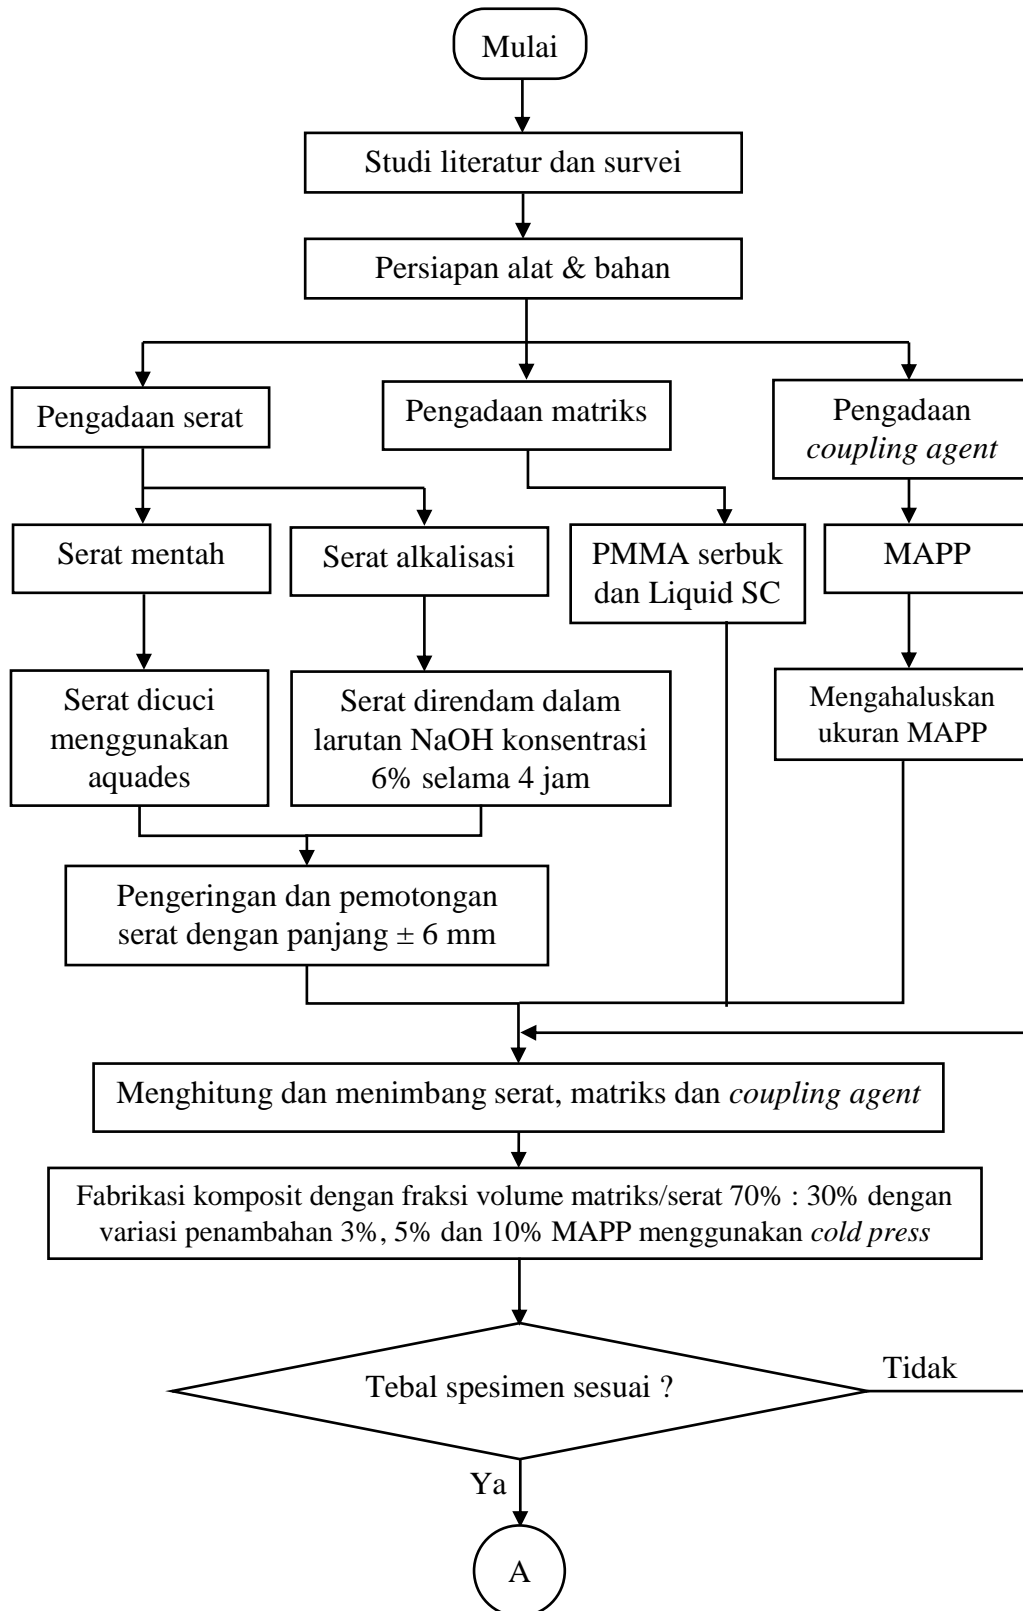 Mulai
Studi literatur dan survei
Persiapan alat & bahan
Pengadaan serat
Pengadaan matriks
Pengadaan
coupling agent
Serat mentah
Serat alkalisasi
PMMA serbuk
dan Liquid SC
MAPP
Serat dicuci
menggunakan
aquades
Serat direndam dalam
larutan NaOH konsentrasi
6% selama 4 jam
Mengahaluskan
ukuran MAPP
Pengeringan dan pemotongan
serat dengan panjang ± 6 mm
Menghitung dan menimbang serat, matriks dan coupling agent
Fabrikasi komposit dengan fraksi volume matriks/serat 70% : 30% dengan
variasi penambahan 3%, 5% dan 10% MAPP menggunakan cold press
Tebal spesimen sesuai ?
Tidak
Ya
A